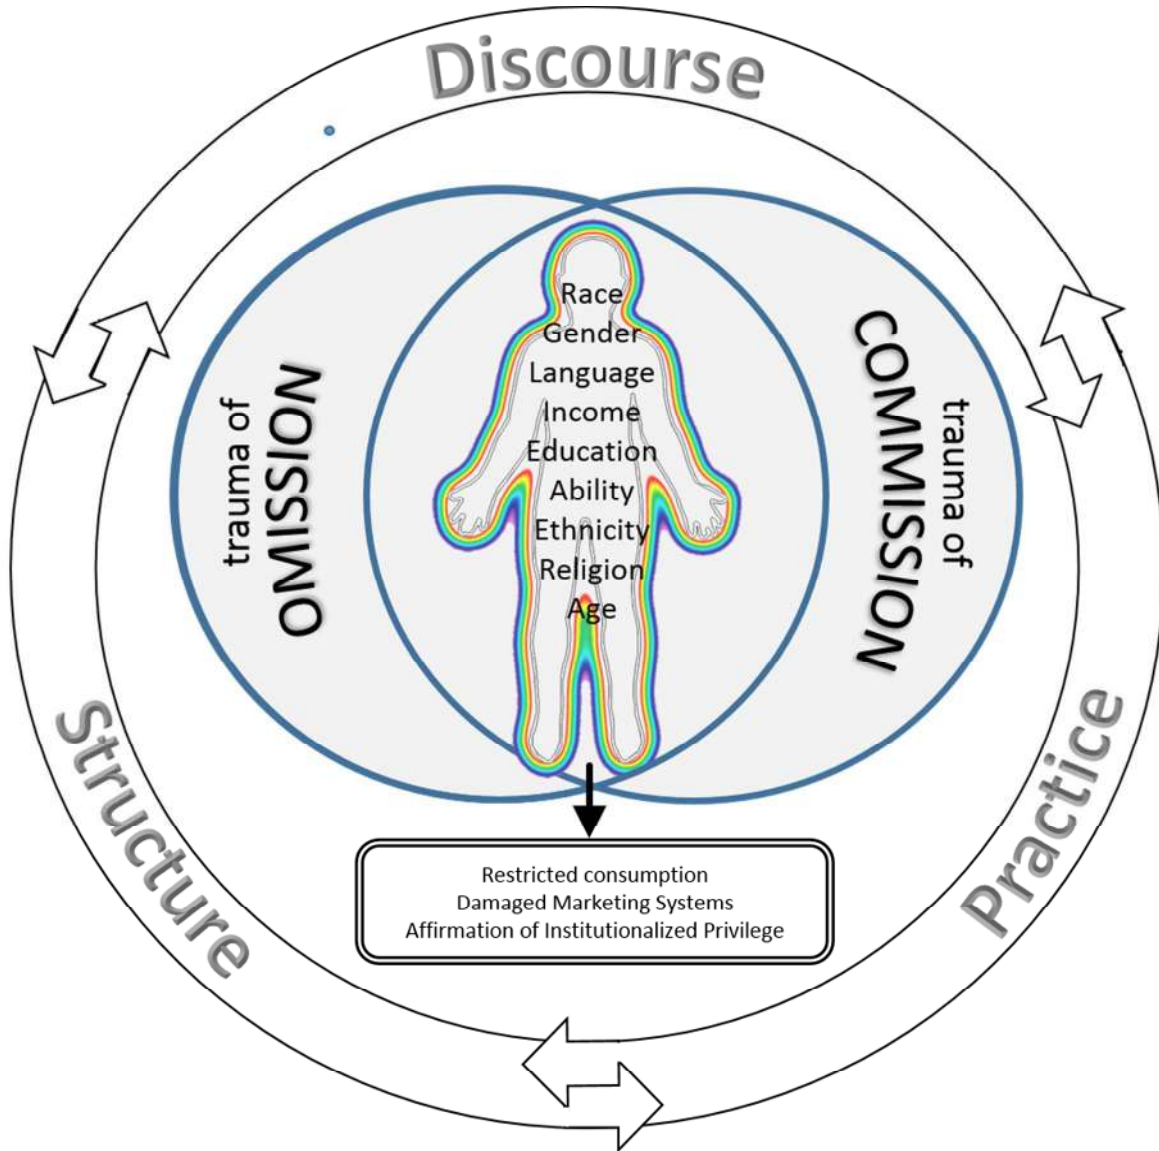 Discourse
trauma of
OMISSION
Race
Gender
Language
Income
Education
Ability
Ethnicity
Religion
Age
trauma of
COMMISSION
Structure
Practice
Restricted consumption
Damaged Marketing Systems
Affirmation of Institutionalized Privilege